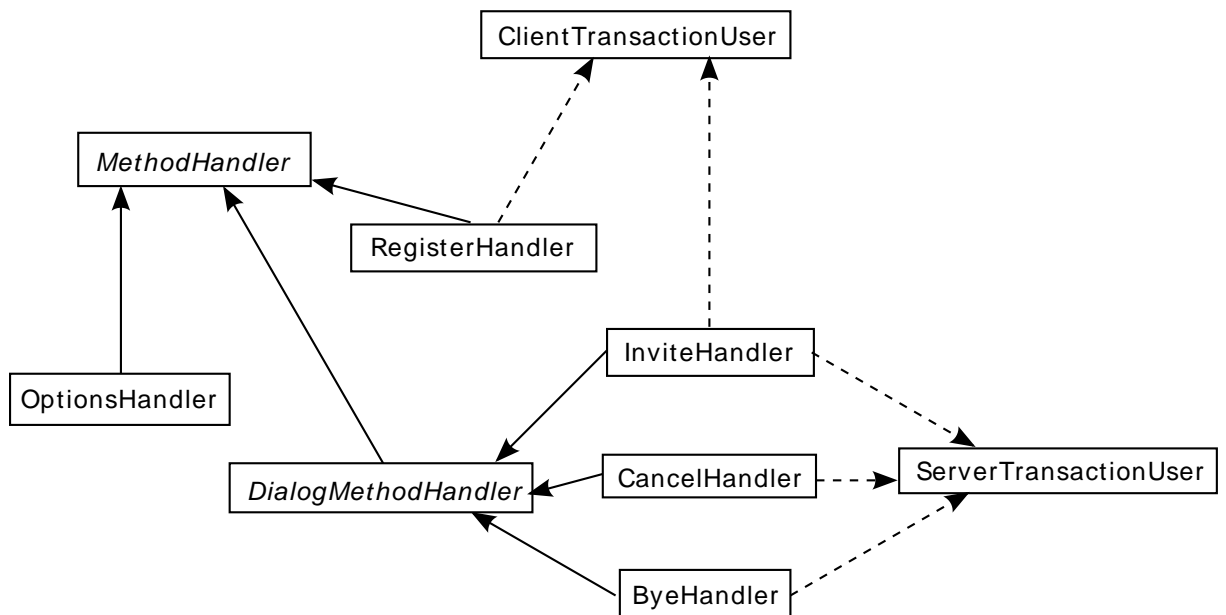 ClientTransactionUser
MethodHandler
RegisterHandler
InviteHandler
OptionsHandler
ServerTransactionUser
CancelHandler
DialogMethodHandler
ByeHandler